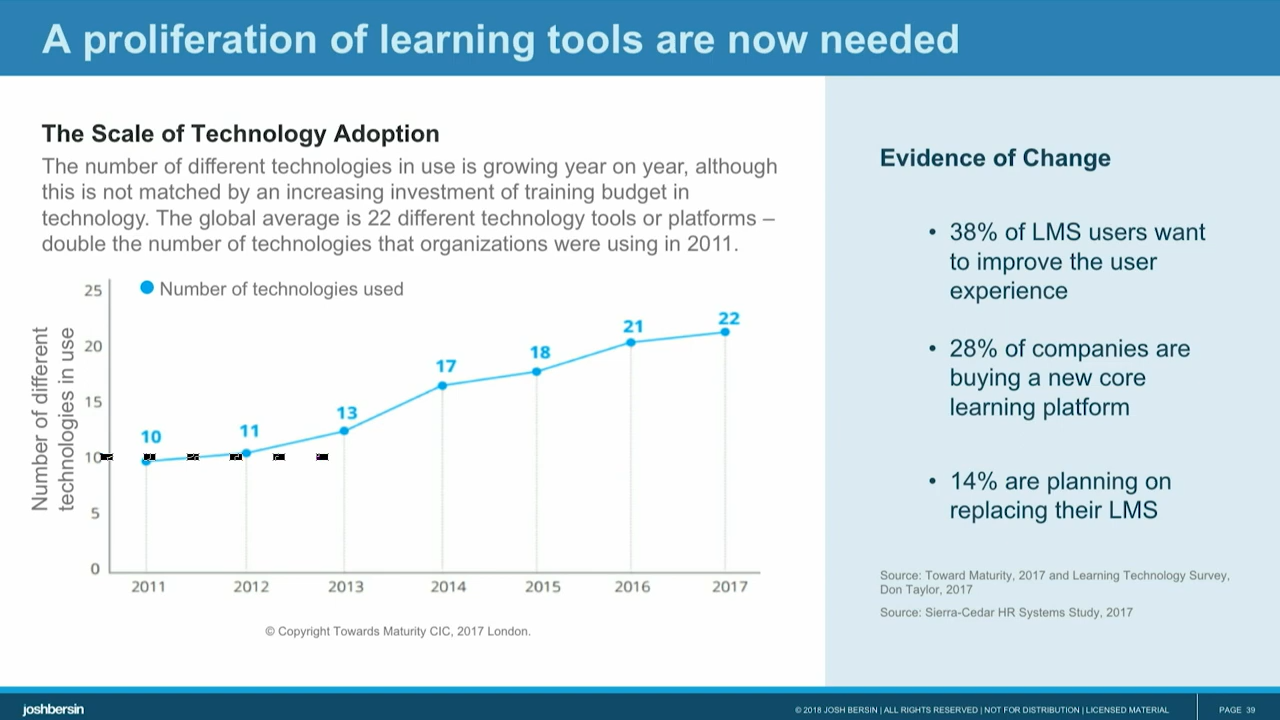 A proliferation of learning tools are now needed
The Scale of Technology Adoption
The number of different technologies in use is growing year on year, although
this is not matched by an increasing investment of training budget in
technology. The global average is 22 different technology tools or platforms –
double the number of technologies that organizations were using in 2011.
Number of technologies used
Number of different
technologies in use
25
20
15
10
5
0
10
11
13
17
18
21
22
2011
2012
2013
2014
2015
2016
2017
© Copyright Towards Maturity CIC, 2017 London.
Evidence of Change
• 38% of LMS users want
to improve the user
experience
• 28% of companies are
buying a new core
learning platform
• 14% are planning on
replacing their LMS
Source: Toward Maturity, 2017 and Learning Technology Survey,
Don Taylor, 2017
Source: Sierra-Cedar HR Systems Study, 2017
joshbersin
© 2018 JOSH BERSIN | ALL RIGHTS RESERVED | NOT FOR DISTRIBUTION | LICENSED MATERIAL
PAGE 39